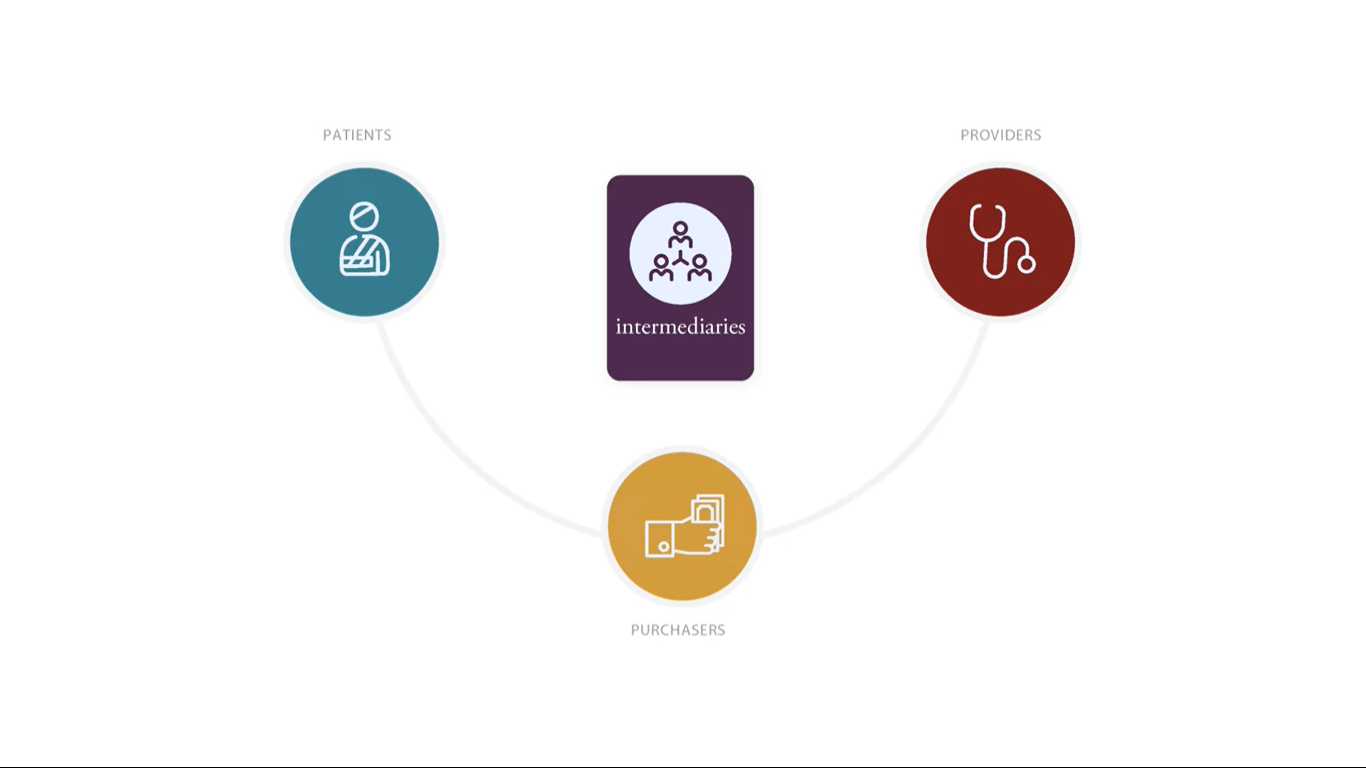 PATIENTS
PROVIDERS
intermediaries
PURCHASERS